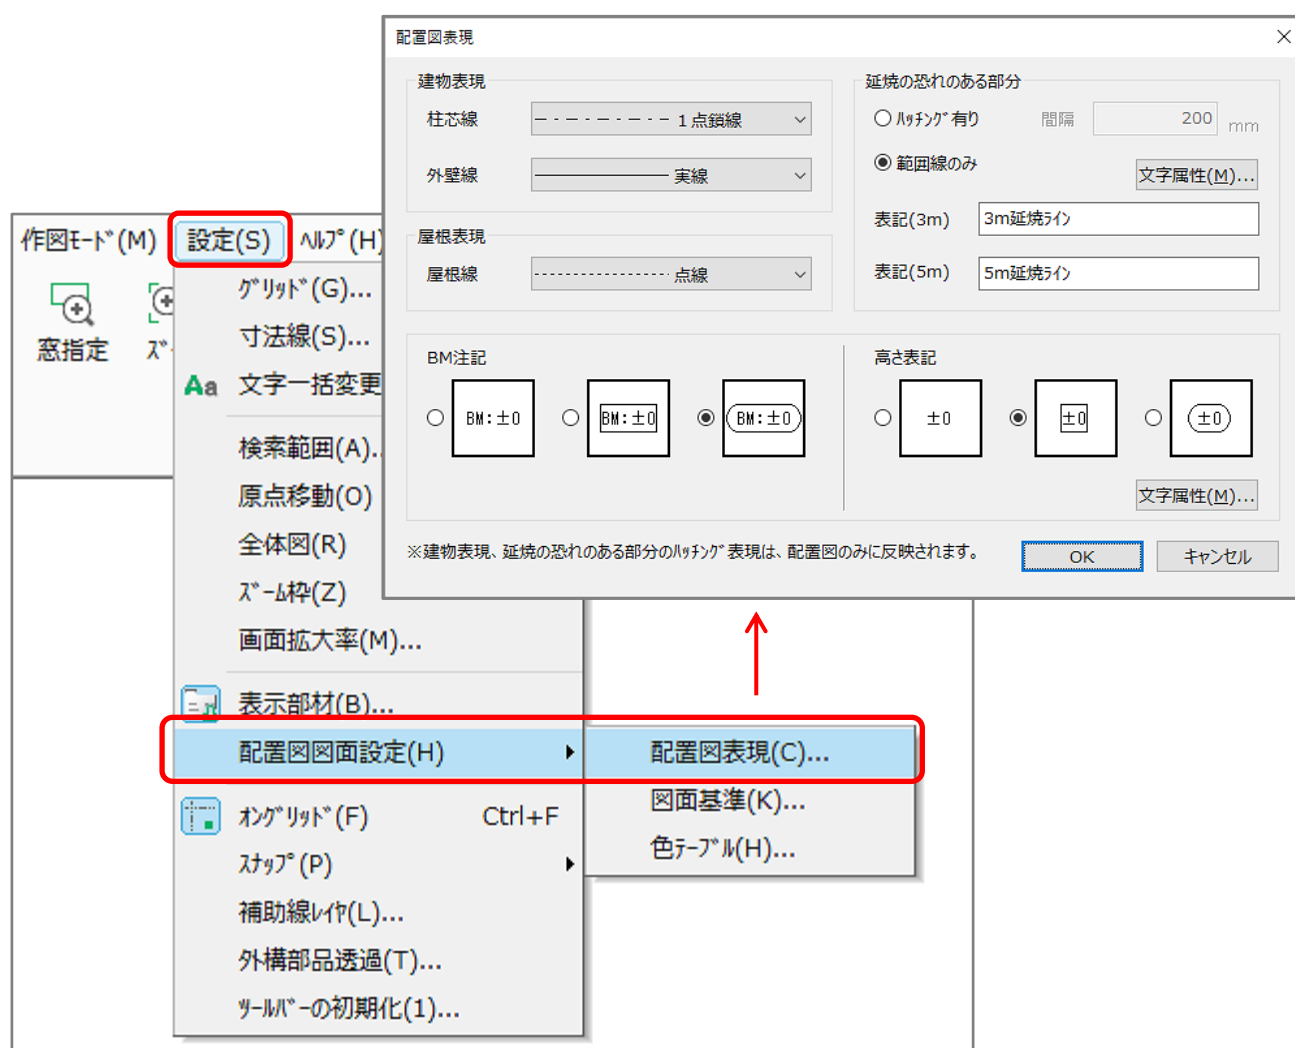 配置図表現
建物表現
柱芯線
1点鎖線
外壁線
実線
屋根表現
屋根線
点線
延焼の恐れのある部分
ﾊｯﾁﾝｸﾞ有り
間隔
200
mm
範囲線のみ
文字属性(M)...
表記(3m)
3m延焼ﾗｲﾝ
表記(5m)
5m延焼ﾗｲﾝ
BM注記
BM:±0
BM:±0
BM:±0
高さ表記
±0
±0
±0
文字属性(M)...
※建物表現、延焼の恐れのある部分のﾊｯﾁﾝｸﾞ表現は、配置図のみに反映されます。
OK
ｷｬﾝｾﾙ
作図ﾓｰﾄﾞ(M)
設定(S)
ﾍﾙﾌﾟ(H)
窓指定
ｽﾞｰ
ｸﾞﾘｯﾄﾞ(G)...
寸法線(S)...
Aa
文字一括変更
検索範囲(A)..
原点移動(O)
全体図(R)
ｽﾞｰﾑ枠(Z)
画面拡大率(M)...
表示部材(B)...
配置図図面設定(H)
ｵﾝｸﾞﾘｯﾄﾞ(F)
Ctrl+F
ｽﾅｯﾌﾟ(P)
補助線ﾚｲﾔ(L)...
外構部品透過(T)...
ﾂｰﾙﾊﾞｰの初期化(1)...
配置図表現(C)...
図面基準(K)...
色ﾃｰﾌﾞﾙ(H)...